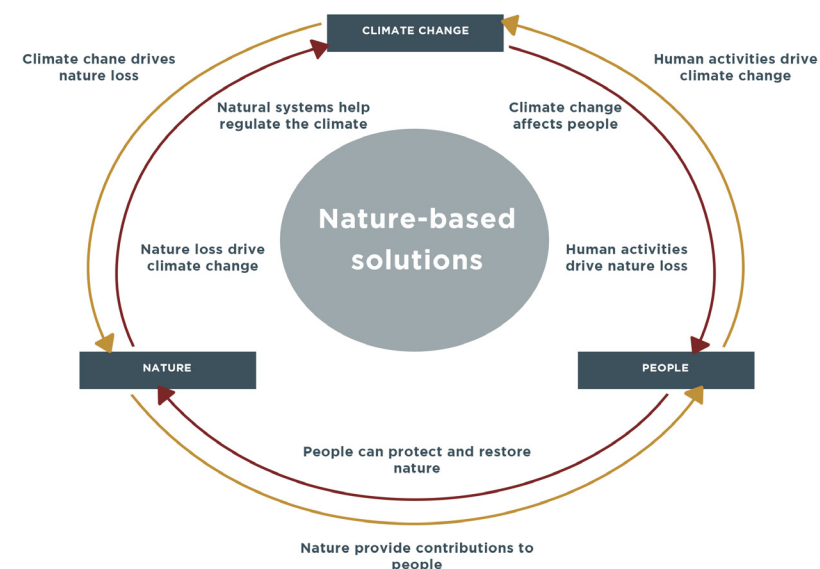 CLIMATE CHANGE
Climate chane drives
nature loss
Human activities drive
climate change
Natural systems help
regulate the climate
Climate change
affects people
Nature-based
solutions
Nature loss drive
climate change
Human activities
drive nature loss
NATURE
PEOPLE
People can protect and restore
nature
Nature provide contributions to
people